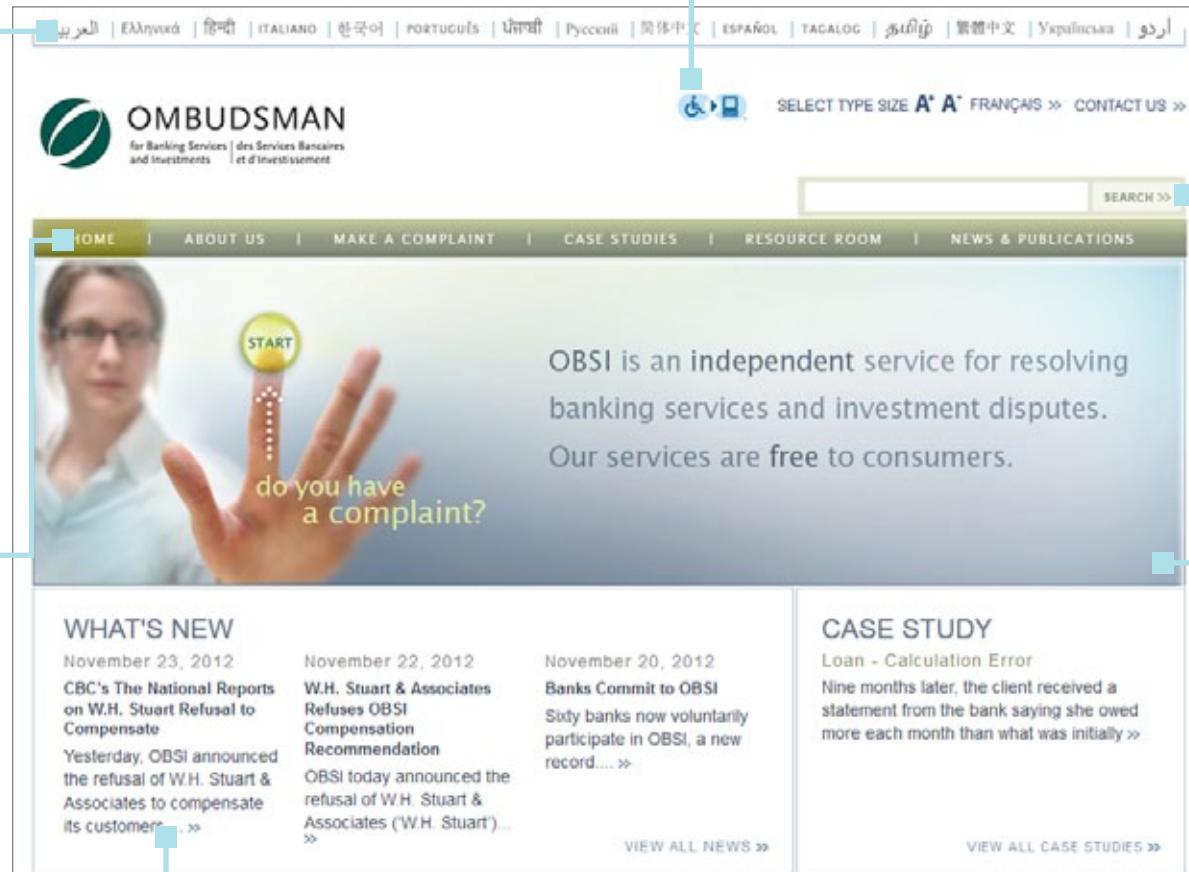 العربية | Ελληνικά | हिन्दी | ITALIANO | 한국어 | PORTUGUÊS | ਪੰਜਾਬੀ | Русский | 简体中文 | ESPAÑOL | TAGALOG | தமிழ் | 繁體中文 | Українська | اُردو
SELECT TYPE SIZE A+ A- FRANÇAIS » CONTACT US »
OMBUDSMAN
for Banking Services | des Services Bancaires
and Investments | et d'Investissement
SEARCH »
HOME | ABOUT US | MAKE A COMPLAINT | CASE STUDIES | RESOURCE ROOM | NEWS & PUBLICATIONS
START
do you have
a complaint?
OBSI is an independent service for resolving
banking services and investment disputes.
Our services are free to consumers.
WHAT'S NEW
November 23, 2012
CBC's The National Reports
on W.H. Stuart Refusal to
Compensate
Yesterday, OBSI announced
the refusal of W.H. Stuart &
Associates to compensate
its customers... »
November 22, 2012
W.H. Stuart & Associates
Refuses OBSI
Compensation
Recommendation
OBSI today announced the
refusal of W.H. Stuart &
Associates ('W.H. Stuart')...
»
November 20, 2012
Banks Commit to OBSI
Sixty banks now voluntarily
participate in OBSI, a new
record.... »
VIEW ALL NEWS »
CASE STUDY
Loan - Calculation Error
Nine months later, the client received a
statement from the bank saying she owed
more each month than what was initially »
VIEW ALL CASE STUDIES »